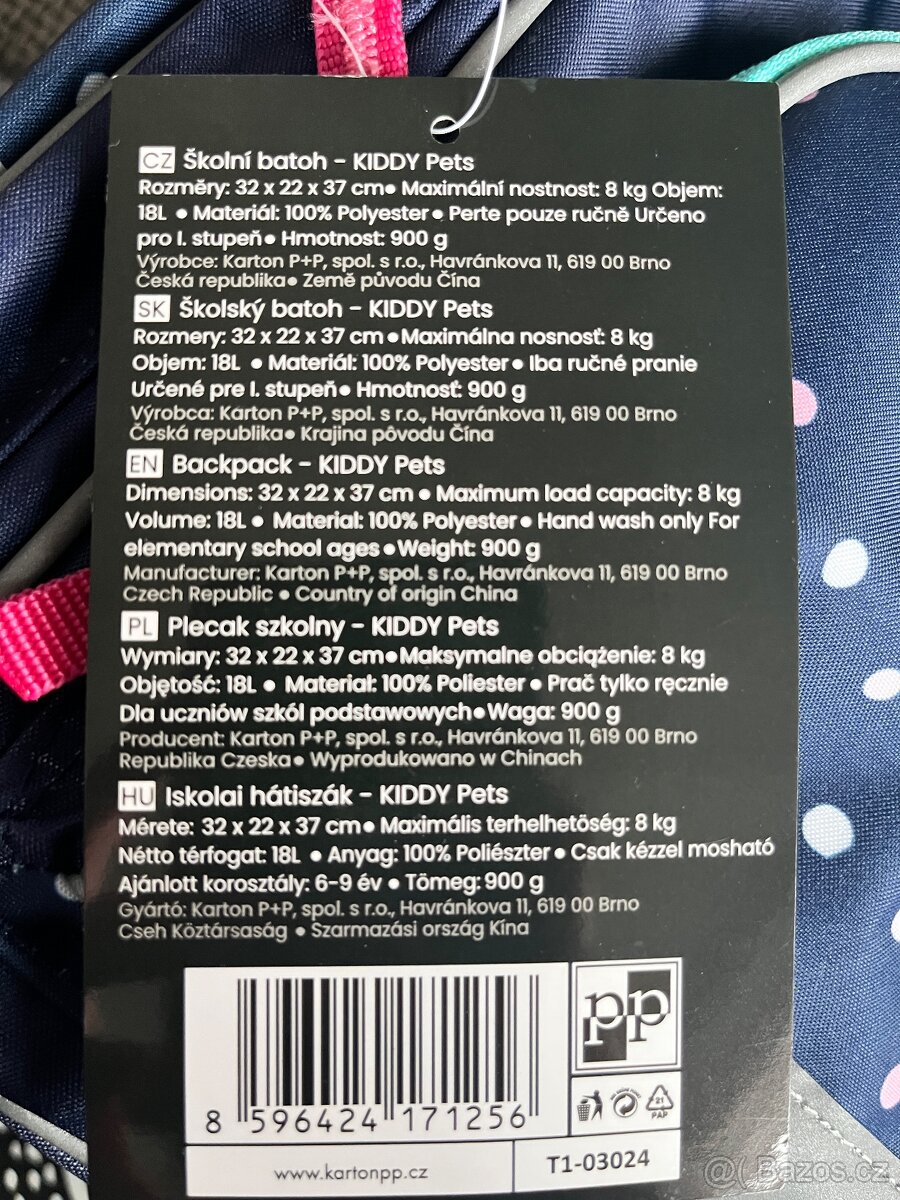 CZ Školní batoh - KIDDY Pets
Rozměry: 32 x 22 x 37 cm● Maximální nostnost: 8 kg Objem:
18L ● Materiál: 100% Polyester● Perte pouze ručně Určeno
pro I. stupeň● Hmotnost: 900 g
Výrobce: Karton P+P, spol. s r.o., Havránkova 11, 619 00 Brno
Česká republika● Země původu Čína
SK Školský batoh - KIDDY Pets
Rozmery: 32 x 22 x 37 cm ●Maximálna nosnosť: 8 kg
Objem: 18L ● Materiál: 100% Polyester● Iba ručné pranie
Určené pre I. stupeň● Hmotnosť: 900 g
Výrobca: Karton P+P, spol. s r.o., Havránkova 11, 619 00 Brno
Česká republika● Krajina pôvodu Čína
EN Backpack - KIDDY Pets
Dimensions: 32 x 22 x 37 cm ● Maximum load capacity: 8 kg
Volume: 18L ● Material: 100% Polyester● Hand wash only For
elementary school ages ●Weight: 900 g
Manufacturer: Karton P+P, spol. s r.o., Havránkova 11, 619 00 Brno
Czech Republic ● Country of origin China
PL Plecak szkolny - KIDDY Pets
Wymiary: 32 x 22 x 37 cm●Maksymalne obciążenie: 8 kg
Objętość: 18L ● Materiał: 100% Poliester ● Prač tylko ręcznie
Dla uczniów szkól podstawowych●Waga: 900 g
Producent: Karton P+P, spol. s r.o., Havránkova 11, 619 00 Brno
Republika Czeska● Wyprodukowano w Chinach
HU Iskolai hátiszák - KIDDY Pets
Mérete: 32 x 22 x 37 cm● Maximális terhelhetöség: 8 kg
Nétto térfogat: 18L ● Anyag: 100% Poliészter ● Csak kézzel mosható
Ajánlott korosztály: 6-9 év ● Tömeg: 900 g
Gyártó: Karton P+P, spol. s r.o., Havránkova 11, 619 00 Brno
Cseh Köztársaság ● Szarmazási ország Kína
pp
21
PAP
8 596424 171256
www.kartonpp.cz
T1-03024
@( Bazos.cz